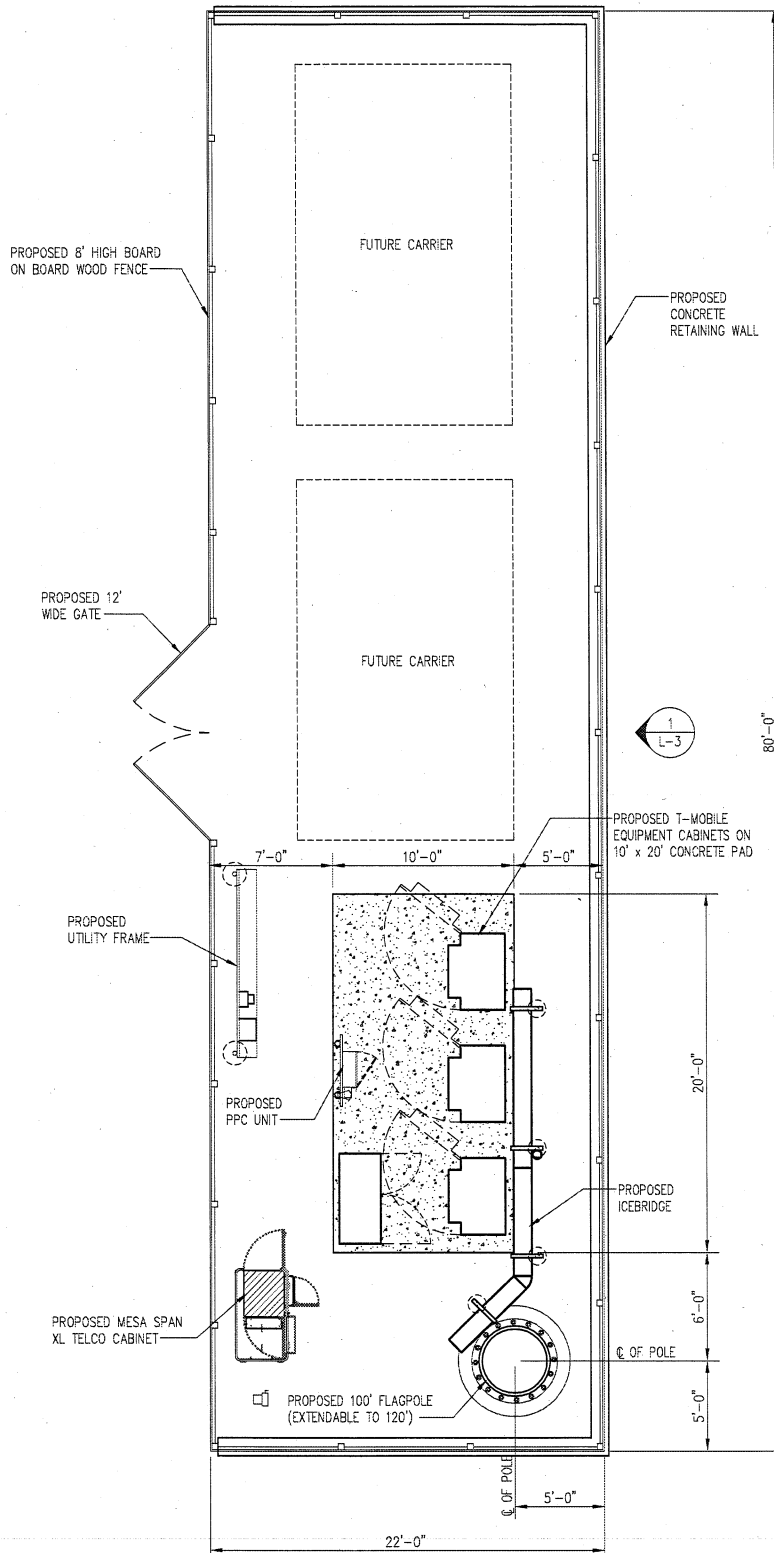 FUTURE CARRIER
PROPOSED 8' HIGH BOARD
ON BOARD WOOD FENCE
PROPOSED
CONCRETE
RETAINING WALL
PROPOSED 12'
WIDE GATE
FUTURE CARRIER
1
L-3
80'-0"
PROPOSED T-MOBILE
EQUIPMENT CABINETS ON
10' x 20' CONCRETE PAD
7'-0"
10'-0"
5'-0"
PROPOSED
UTILITY FRAME
20'-0"
PROPOSED
PPC UNIT
PROPOSED
ICEBRIDGE
PROPOSED MESA SPAN
XL TELCO CABINET
6'-0"
℄ OF POLE
PROPOSED 100' FLAGPOLE
(EXTENDABLE TO 120')
5'-0"
℄ OF POLE
5'-0"
22'-0"